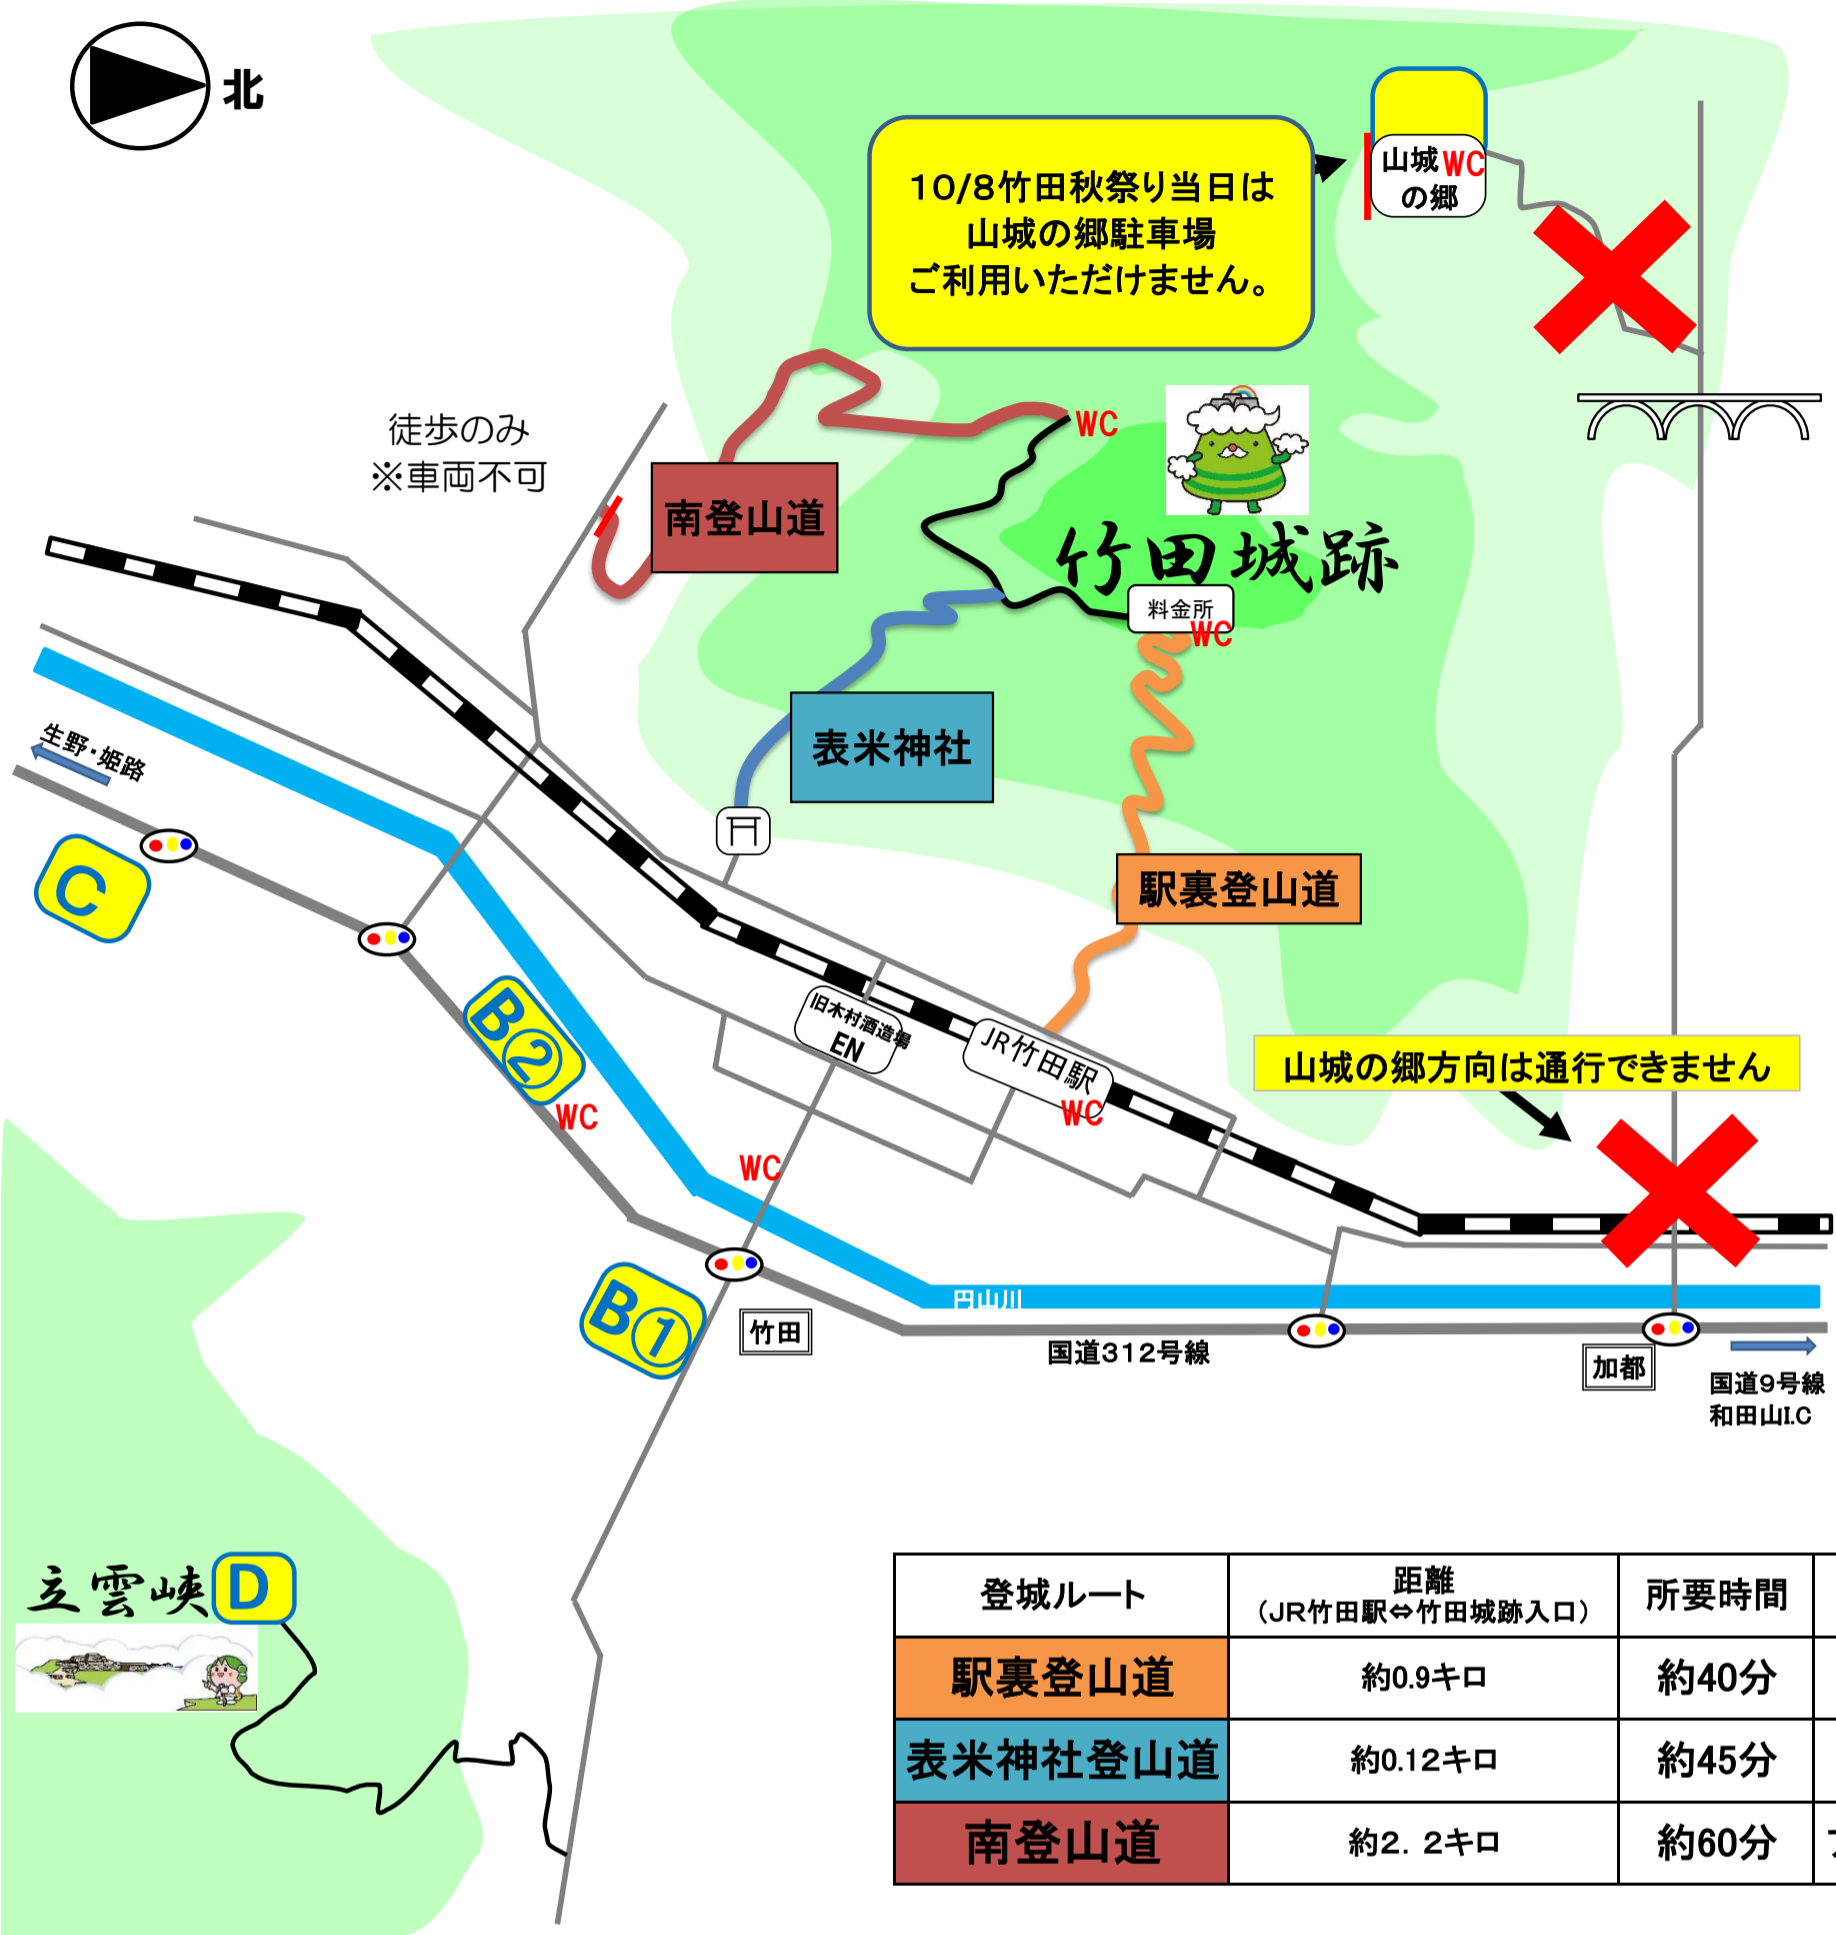 北
10/8竹田秋祭り当日は
山城の郷駐車場
ご利用いただけません。
山城 WC
の郷
徒歩のみ
※車両不可
WC
南登山道
竹田城跡
料金所
WC
表米神社
生野・姫路
C
駅裏登山道
B②
旧木村酒造場
EN
JR竹田駅
WC
WC
WC
山城の郷方向は通行できません
B①
竹田
円山川
国道312号線
加都
国道9号線
和田山I.C
立雲峡 D
登城ルート 距離 所要時間
（JR竹田駅⇔竹田城跡入口）
駅裏登山道 約0.9キロ 約40分
表米神社登山道 約0.12キロ 約45分
南登山道 約2．2キロ 約60分